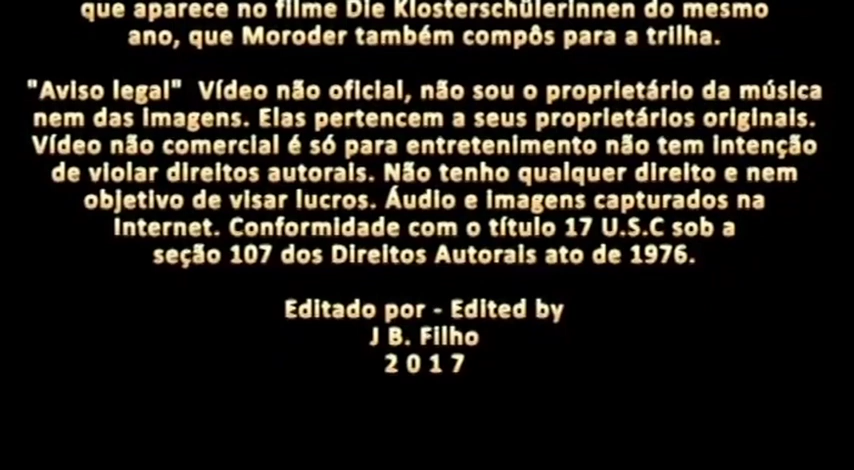 que aparece no filme Die Klosterschülerinnen do mesmo
ano, que Moroder também compôs para a trilha.
"Aviso legal" Vídeo não oficial, não sou o proprietário da música
nem das imagens. Elas pertencem a seus proprietários originais.
Vídeo não comercial é só para entretenimento não tem intenção
de violar direitos autorais. Não tenho qualquer direito e nem
objetivo de visar lucros. Áudio e imagens capturados na
Internet. Conformidade com o título 17 U.S.C sob a
seção 107 dos Direitos Autorais ato de 1976.
Editado por - Edited by
J B. Filho
2 0 1 7